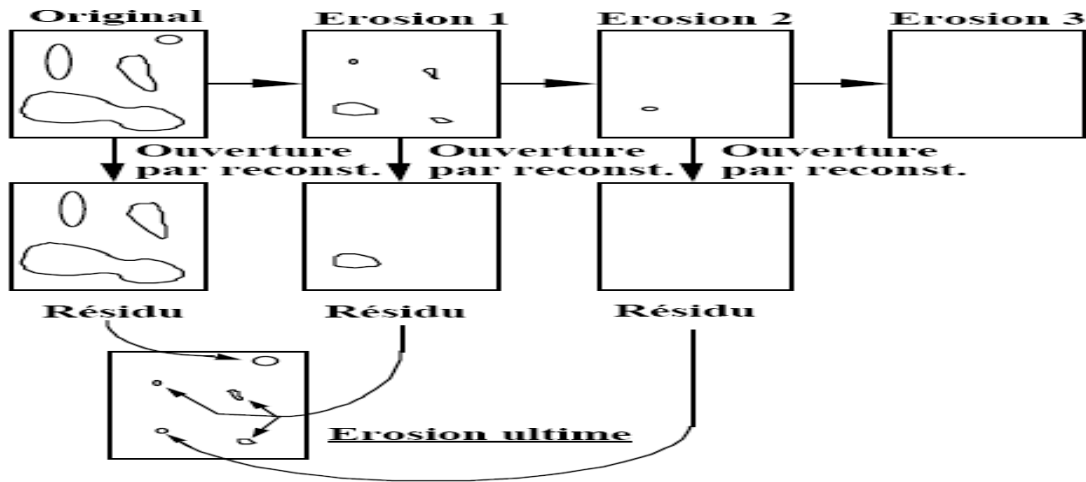 Original
Erosion 1
Erosion 2
Erosion 3
Ouverture
par reconst.
Ouverture
par reconst.
Ouverture
par reconst.
Résidu
Résidu
Résidu
Erosion ultime